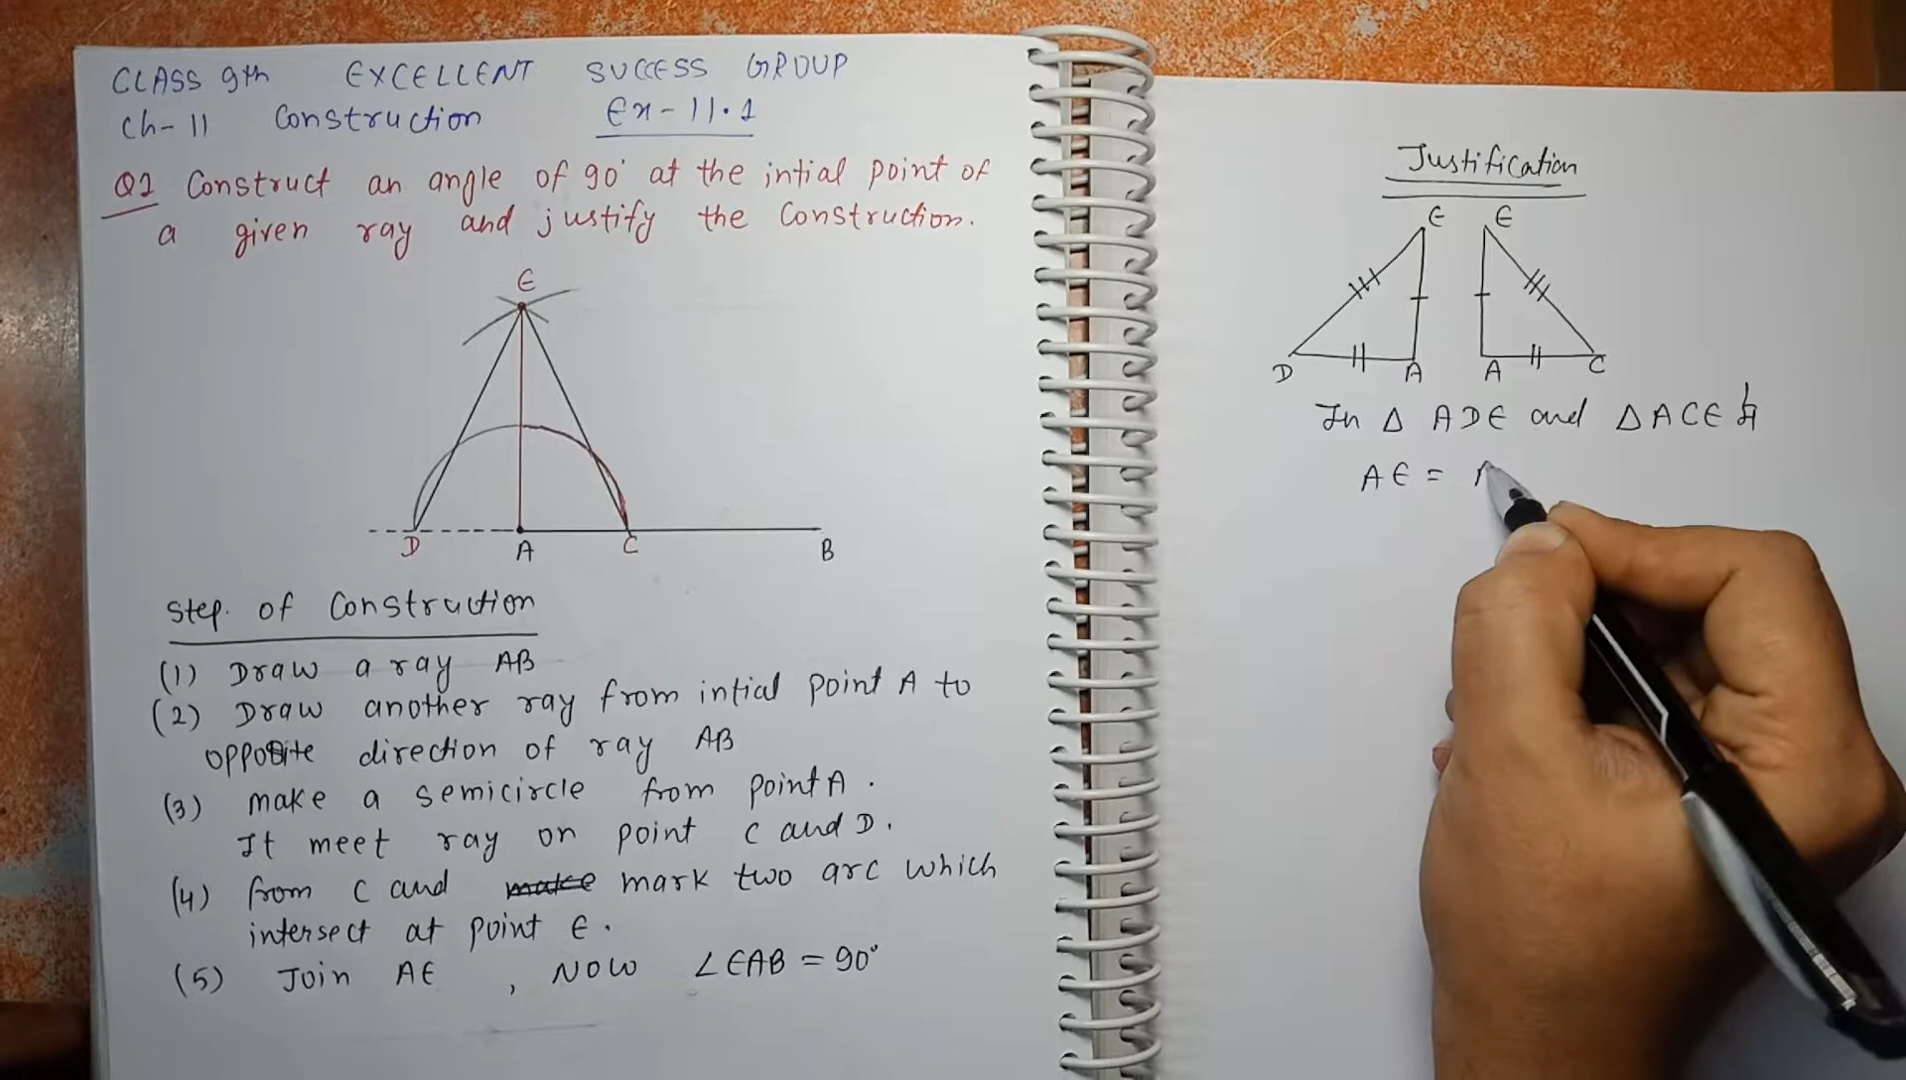 CLASS 9th EXCELLENT SUCCESS GROUP
Ch-11 Construction Ex-11.1
Q1 Construct an angle of 90° at the intial point of
a given ray and justify the Construction.
E
D A C B
Step. of Construction
(1) Draw a ray AB
(2) Draw another ray from intial point A to
opposite direction of ray AB
(3) make a semicircle from point A.
It meet ray on point C and D.
(4) from C and make mark two arc which
intersect at point E.
(5) Join AE , NOW ∠EAB = 90°
Justification
E E
D A A C
In △ ADE and △ACE में
AE =